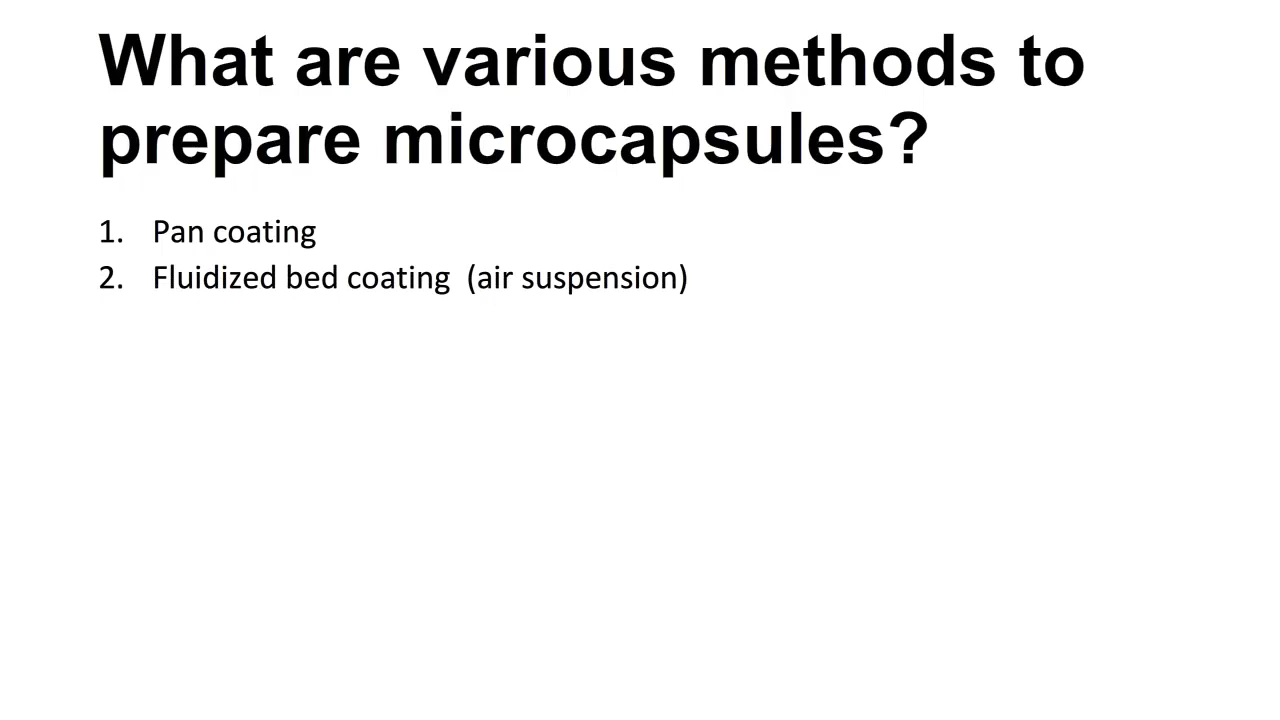 What are various methods to
prepare microcapsules?
1. Pan coating
2. Fluidized bed coating (air suspension)